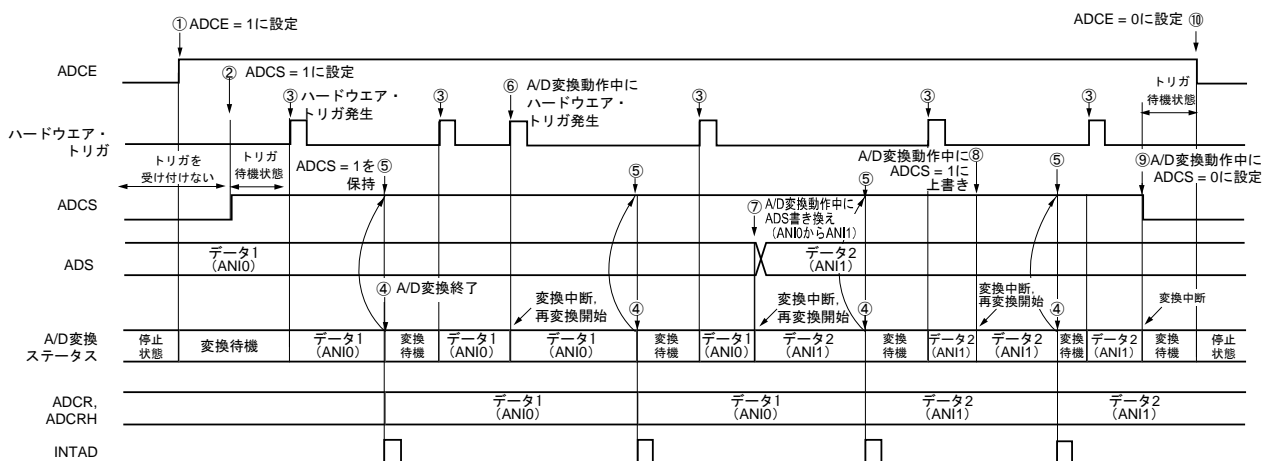 ① ADCE = 1に設定
ADCE = 0に設定 ⑩
ADCE
② ADCS = 1に設定
③ ハードウエア・
トリガ発生
③
⑥ A/D変換動作中に
ハードウエア・
トリガ発生
③
③
③
トリガ
待機状態
ハードウエア・
トリガ
トリガを
受け付けない
トリガ
待機状態
ADCS = 1を ⑤
保持
⑤
⑤
A/D変換動作中に ⑧
ADCS = 1に
上書き
⑤
⑨ A/D変換動作中に
ADCS = 0に設定
ADCS
⑦ A/D変換動作中に
ADS書き換え
(ANI0からANI1)
ADS
データ1
(ANI0)
データ2
(ANI1)
④ A/D変換終了
変換中断,
再変換開始
④
変換中断,
再変換開始
④
変換中断,
再変換開始
④
変換中断
A/D変換
ステータス
停止
状態
変換待機
データ1
(ANI0)
変換
待機
データ1
(ANI0)
データ1
(ANI0)
変換
待機
データ1
(ANI0)
データ2
(ANI1)
変換
待機
データ2
(ANI1)
データ2
(ANI1)
変換
待機
データ2
(ANI1)
変換
待機
停止
状態
ADCR,
ADCRH
データ1
(ANI0)
データ1
(ANI0)
データ2
(ANI1)
データ2
(ANI1)
INTAD